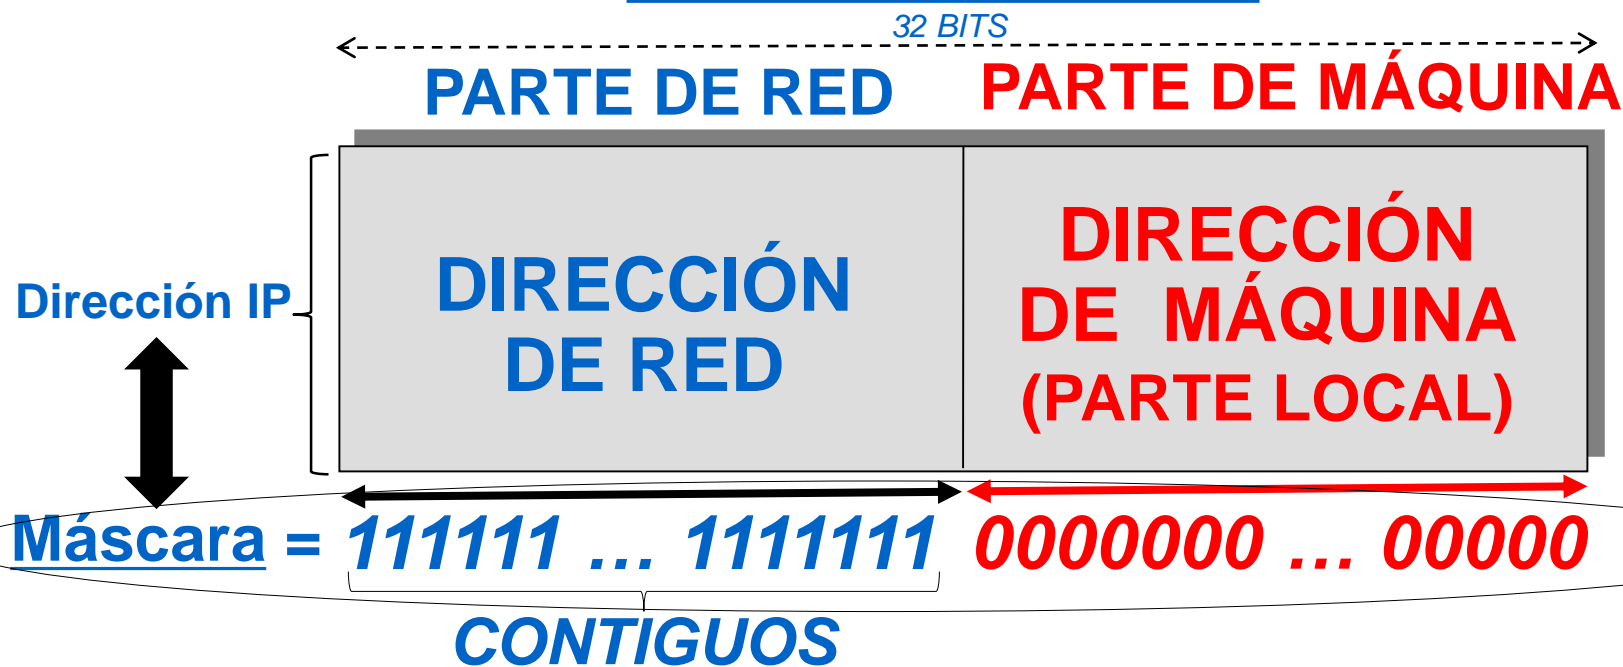 32 BITS
PARTE DE RED PARTE DE MÁQUINA
DIRECCIÓN
DE RED
DIRECCIÓN
DE MÁQUINA
(PARTE LOCAL)
Dirección IP
Máscara = 111111 ... 1111111 0000000 ... 00000
CONTIGUOS